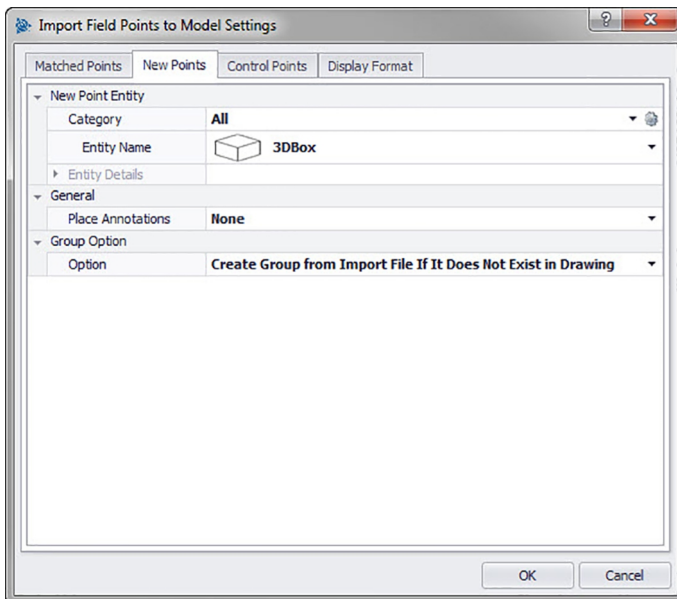 Import Field Points to Model Settings
Matched Points New Points Control Points Display Format
New Point Entity
Category All
Entity Name 3DBox
Entity Details
General
Place Annotations None
Group Option
Option Create Group from Import File If It Does Not Exist in Drawing
OK Cancel